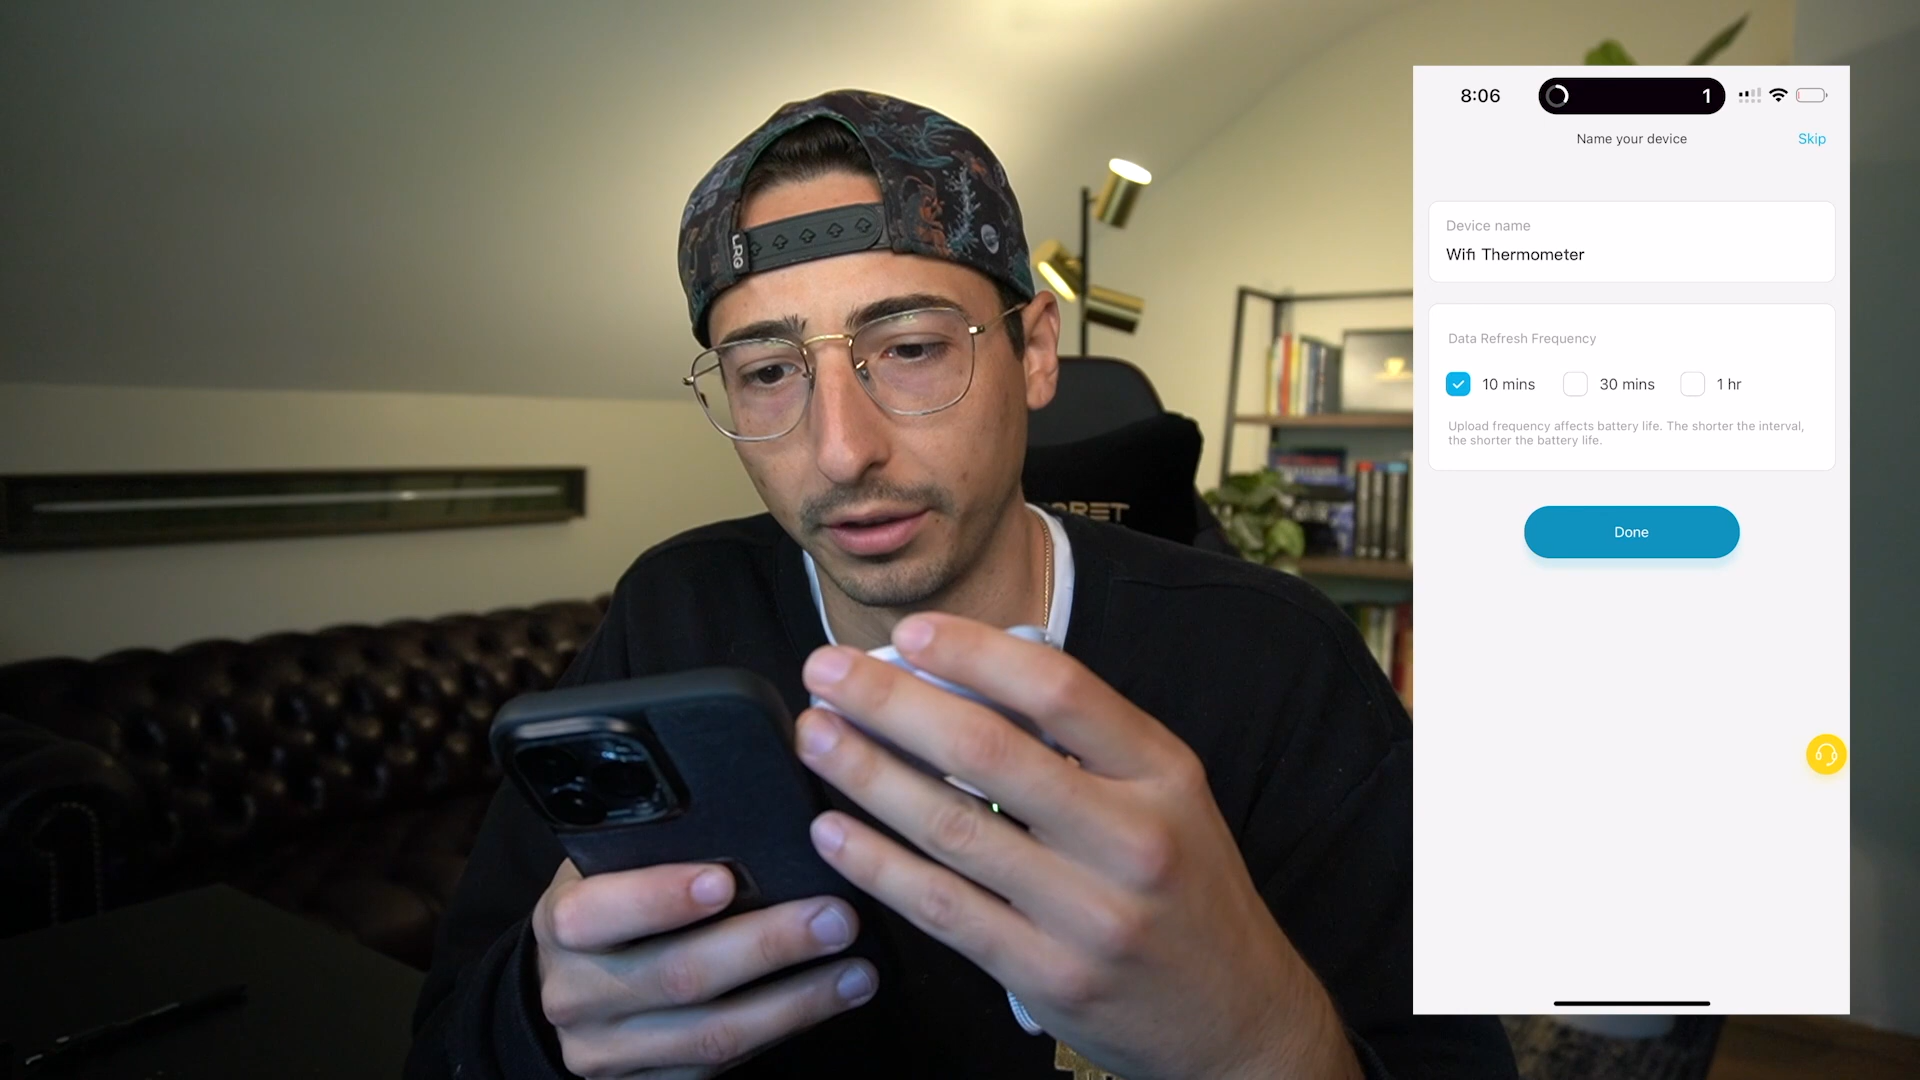 8:06
1
Name your device
Skip
Device name
Wifi Thermometer
Data Refresh Frequency
10 mins
30 mins
1 hr
Upload frequency affects battery life. The shorter the interval,
the shorter the battery life.
Done
LRG